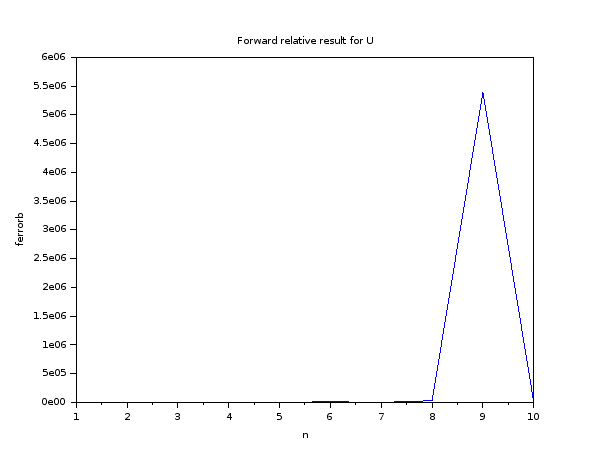 Forward relative result for U
6e06
5.5e06
5e06
4.5e06
4e06
3.5e06
3e06
2.5e06
2e06
1.5e06
1e06
5e05
0e00
ferrorb
1 2 3 4 5 6 7 8 9 10
n